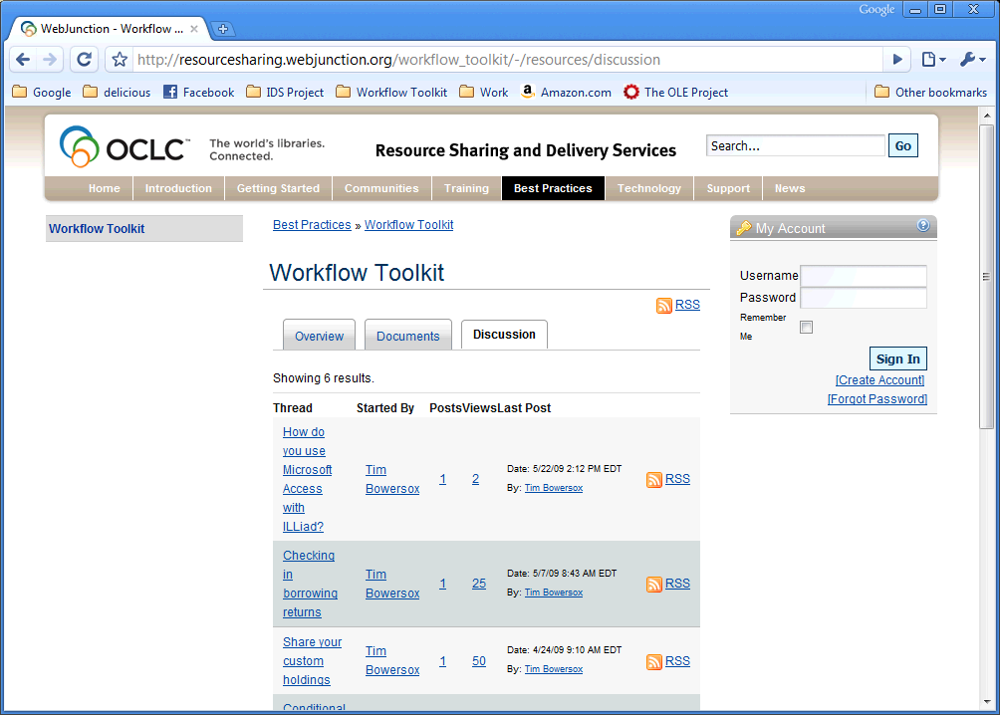 Google
WebJunction - Workflow ...
http://resourcesharing.webjunction.org/workflow_toolkit/-/resources/discussion
Google delicious Facebook IDS Project Workflow Toolkit Work Amazon.com The OLE Project Other bookmarks
OCLC™
The world's libraries.
Connected.
Resource Sharing and Delivery Services
Search... Go
Home Introduction Getting Started Communities Training Best Practices Technology Support News
Workflow Toolkit
Best Practices » Workflow Toolkit
My Account ?
Workflow Toolkit
Username
Password
Remember
Me
Sign In
[Create Account]
[Forgot Password]
RSS
Overview Documents Discussion
Showing 6 results.
Thread Started By Posts Views Last Post
How do
you use
Microsoft
Access
with
ILLiad?
Tim
Bowersox
1 2
Date: 5/22/09 2:12 PM EDT
By: Tim Bowersox
RSS
Checking
in
borrowing
returns
Tim
Bowersox
1 25
Date: 5/7/09 8:43 AM EDT
By: Tim Bowersox
RSS
Share your
custom
holdings
Tim
Bowersox
1 50
Date: 4/24/09 9:10 AM EDT
By: Tim Bowersox
RSS
Conditional